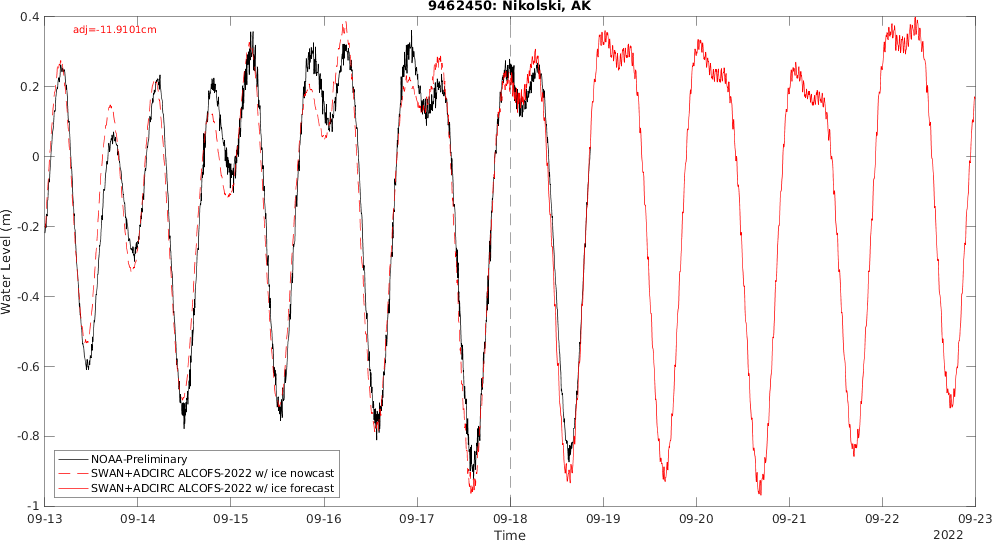 9462450: Nikolski, AK
adj=-11.9101cm
0.4
0.2
0
-0.2
-0.4
-0.6
-0.8
-1
Water Level (m)
NOAA-Preliminary
SWAN+ADCIRC ALCOFS-2022 w/ ice nowcast
SWAN+ADCIRC ALCOFS-2022 w/ ice forecast
09-13 09-14 09-15 09-16 09-17 09-18 09-19 09-20 09-21 09-22 09-23
Time
2022